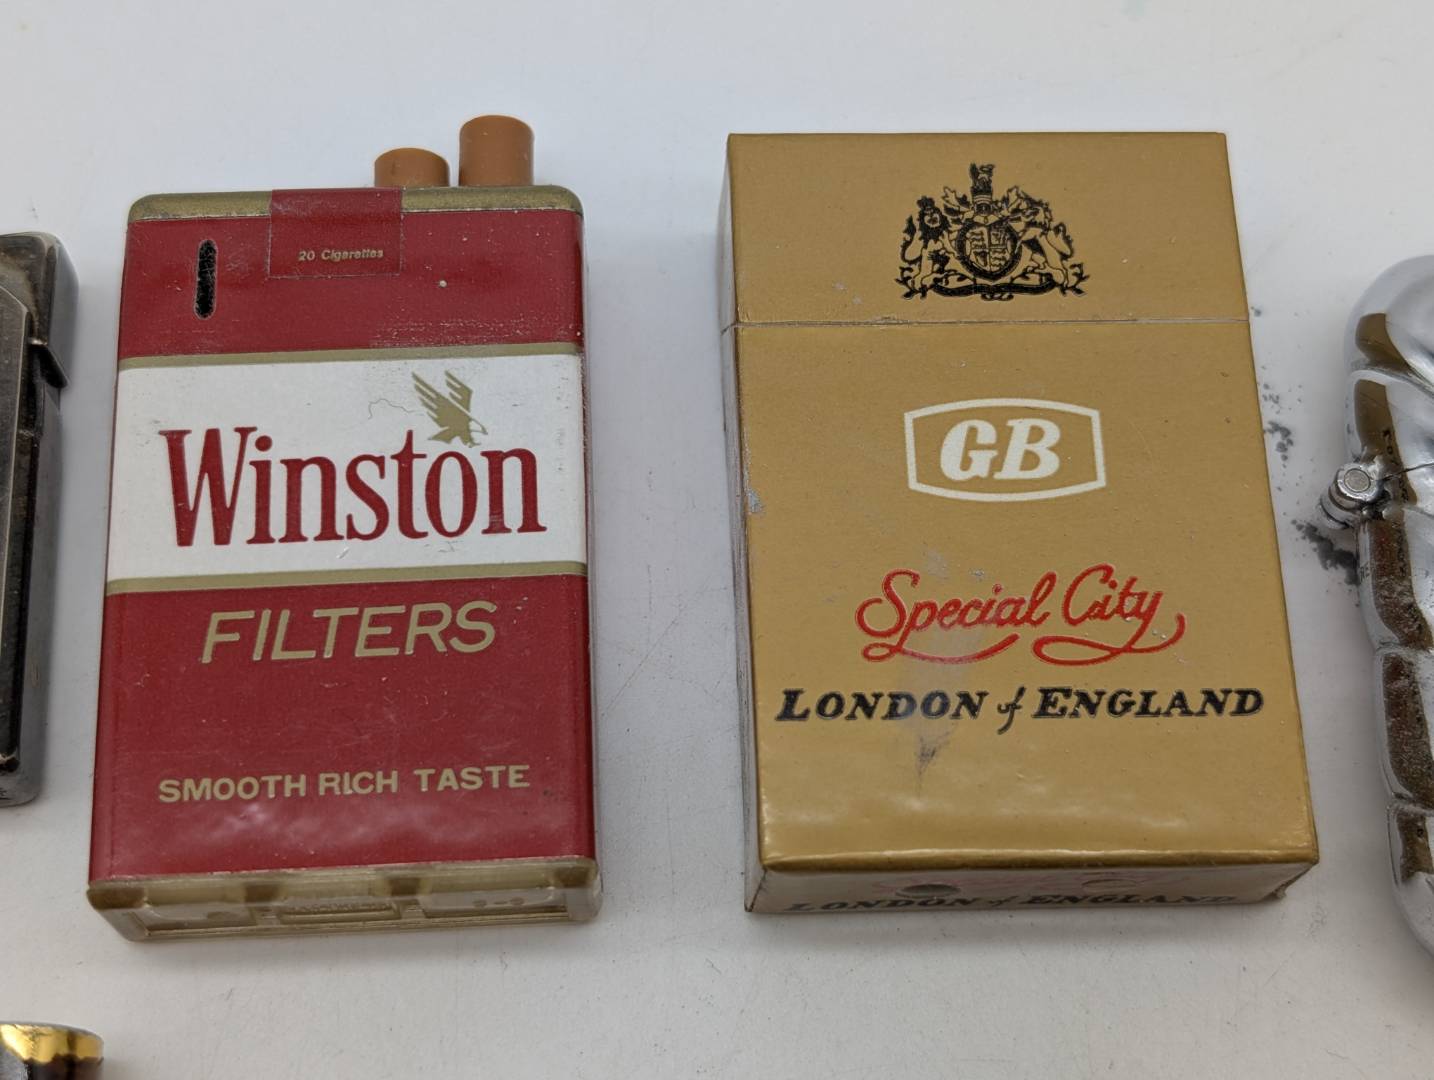 20 Cigarettes
Winston
FILTERS
SMOOTH RICH TASTE
GB
Special City
LONDON of ENGLAND
LONDON of ENGLAND